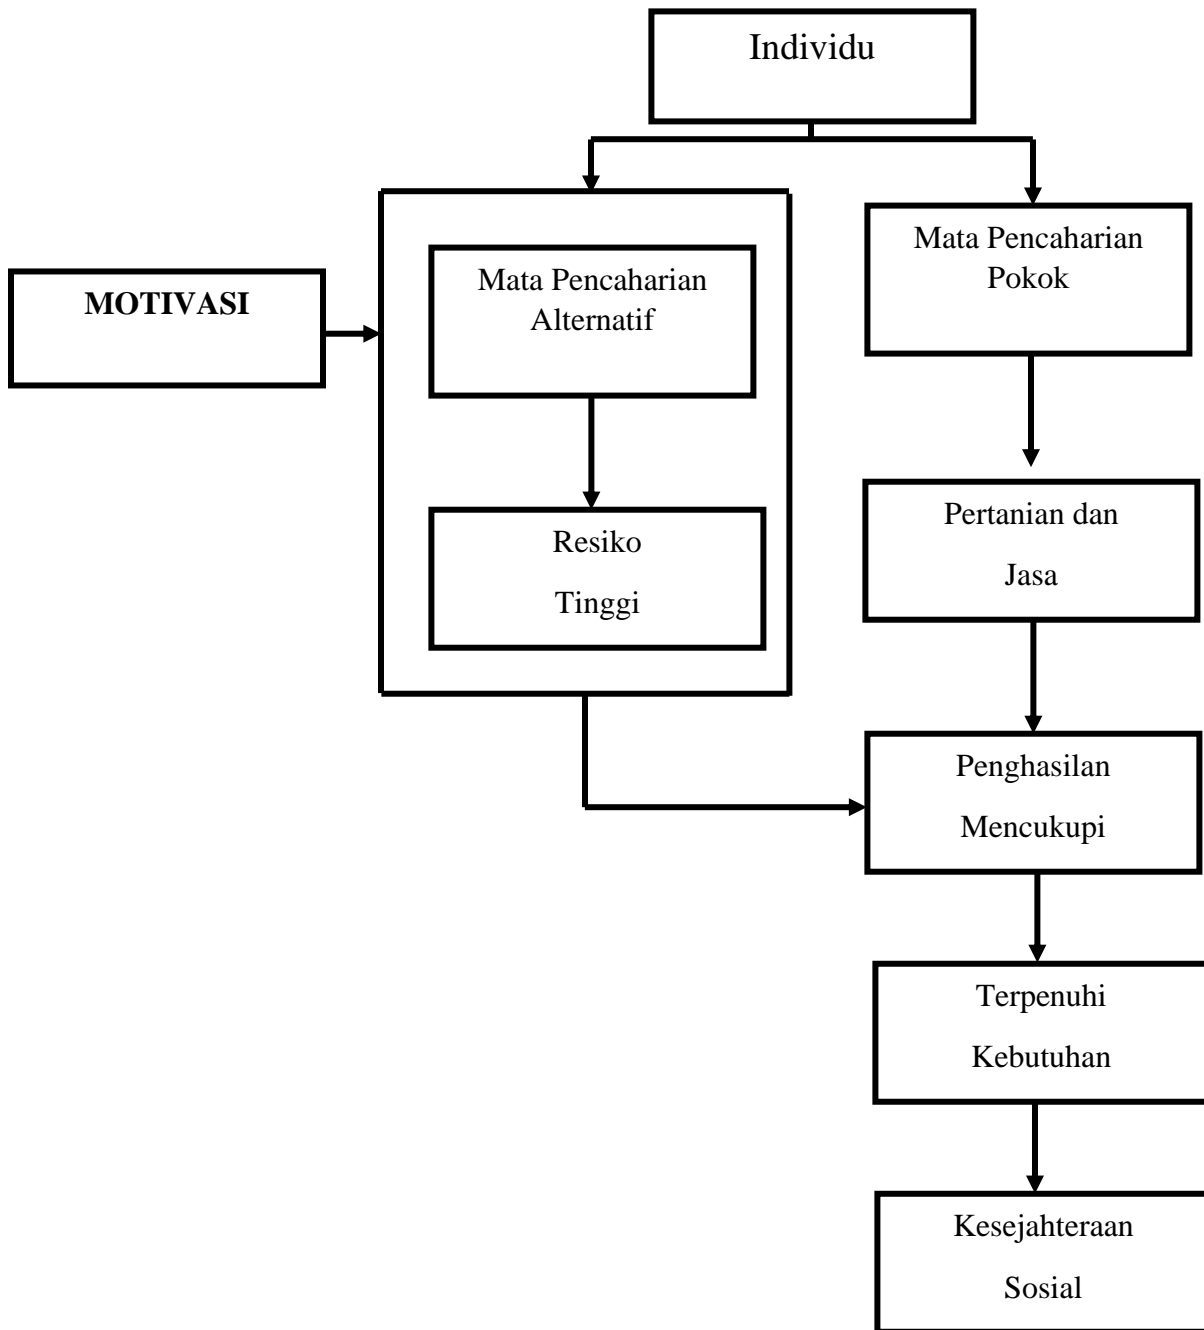 Individu
Mata Pencaharian
Pokok
Mata Pencaharian
Alternatif
MOTIVASI
Pertanian dan
Jasa
Resiko
Tinggi
Penghasilan
Mencukupi
Terpenuhi
Kebutuhan
Kesejahteraan
Sosial